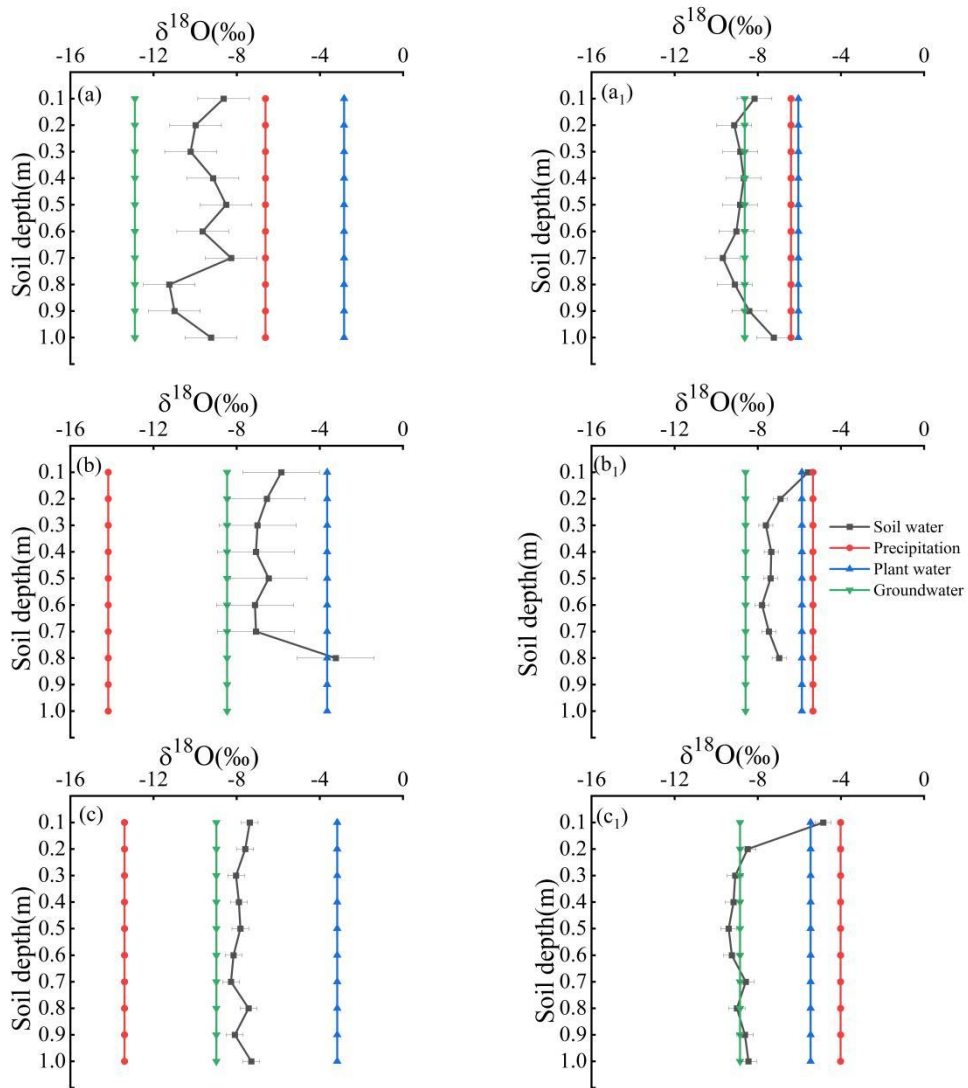 δ¹⁸O(‰)
-16 -12 -8 -4 0
(a)
Soil depth(m)
0.1
0.2
0.3
0.4
0.5
0.6
0.7
0.8
0.9
1.0
δ¹⁸O(‰)
-16 -12 -8 -4 0
(a₁)
Soil depth(m)
0.1
0.2
0.3
0.4
0.5
0.6
0.7
0.8
0.9
1.0
δ¹⁸O(‰)
-16 -12 -8 -4 0
(b)
Soil depth(m)
0.1
0.2
0.3
0.4
0.5
0.6
0.7
0.8
0.9
1.0
δ¹⁸O(‰)
-16 -12 -8 -4 0
(b₁)
Soil depth(m)
0.1
0.2
0.3
0.4
0.5
0.6
0.7
0.8
0.9
1.0
Soil water
Precipitation
Plant water
Groundwater
δ¹⁸O(‰)
-16 -12 -8 -4 0
(c)
Soil depth(m)
0.1
0.2
0.3
0.4
0.5
0.6
0.7
0.8
0.9
1.0
δ¹⁸O(‰)
-16 -12 -8 -4 0
(c₁)
Soil depth(m)
0.1
0.2
0.3
0.4
0.5
0.6
0.7
0.8
0.9
1.0